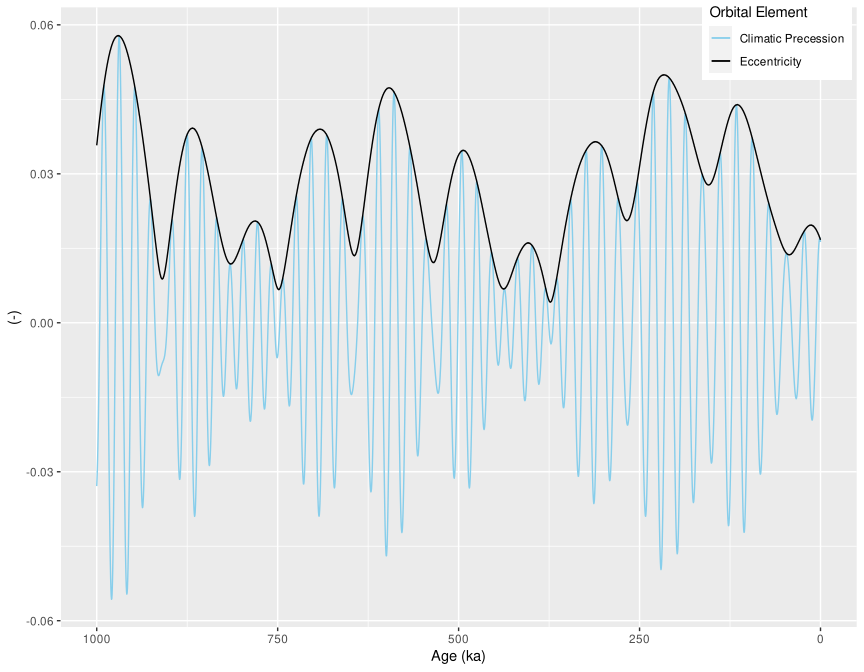 Orbital Element
Climatic Precession
Eccentricity
0.06
0.03
0.00
-0.03
-0.06
(-)
1000
750
500
250
0
Age (ka)